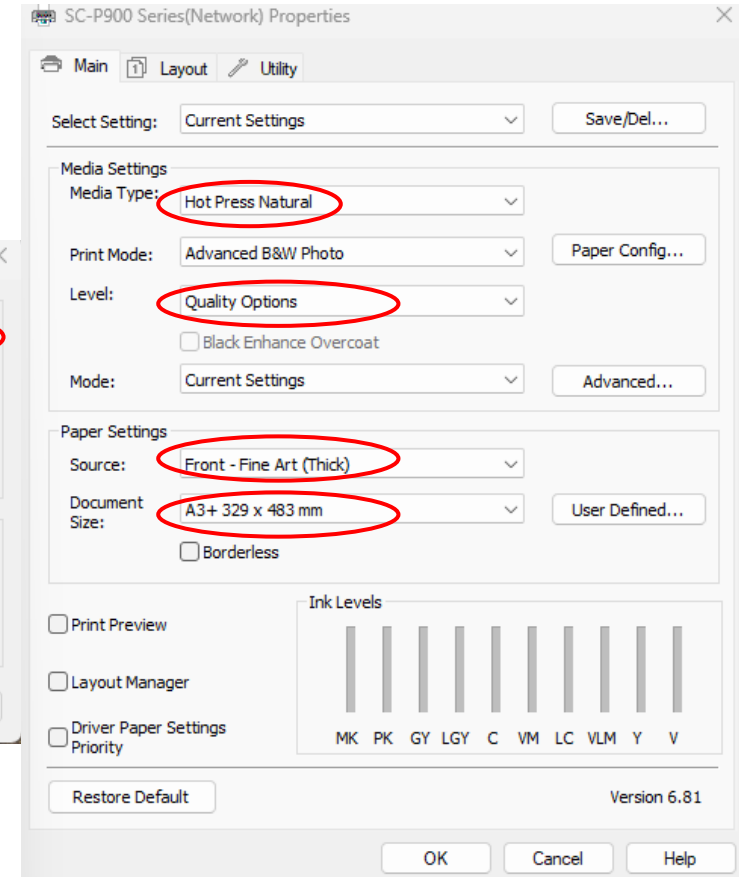 SC-P900 Series(Network) Properties
Main Layout Utility
Select Setting: Current Settings Save/Del...
Media Settings
Media Type: Hot Press Natural
Print Mode: Advanced B&W Photo Paper Config...
Level: Quality Options
Black Enhance Overcoat
Mode: Current Settings Advanced...
Paper Settings
Source: Front - Fine Art (Thick)
Document
Size: A3+ 329 x 483 mm User Defined...
Borderless
Print Preview
Layout Manager
Driver Paper Settings
Priority
Ink Levels
MK PK GY LGY C VM LC VLM Y V
Restore Default Version 6.81
OK Cancel Help